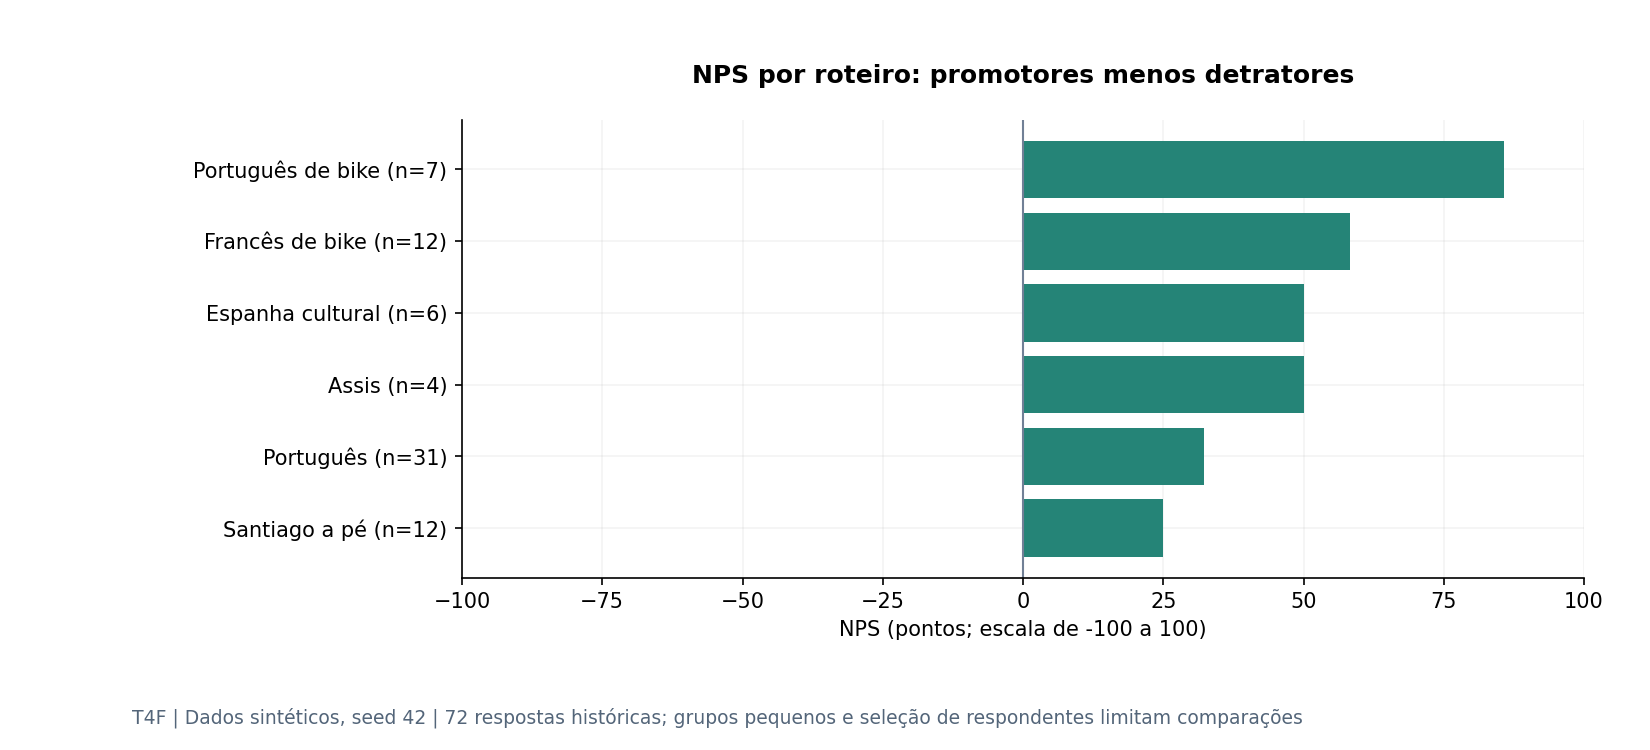 NPS por roteiro: promotores menos detratores
Português de bike (n=7)
Francês de bike (n=12)
Espanha cultural (n=6)
Assis (n=4)
Português (n=31)
Santiago a pé (n=12)
−100 −75 −50 −25 0 25 50 75 100
NPS (pontos; escala de -100 a 100)
T4F | Dados sintéticos, seed 42 | 72 respostas históricas; grupos pequenos e seleção de respondentes limitam comparações